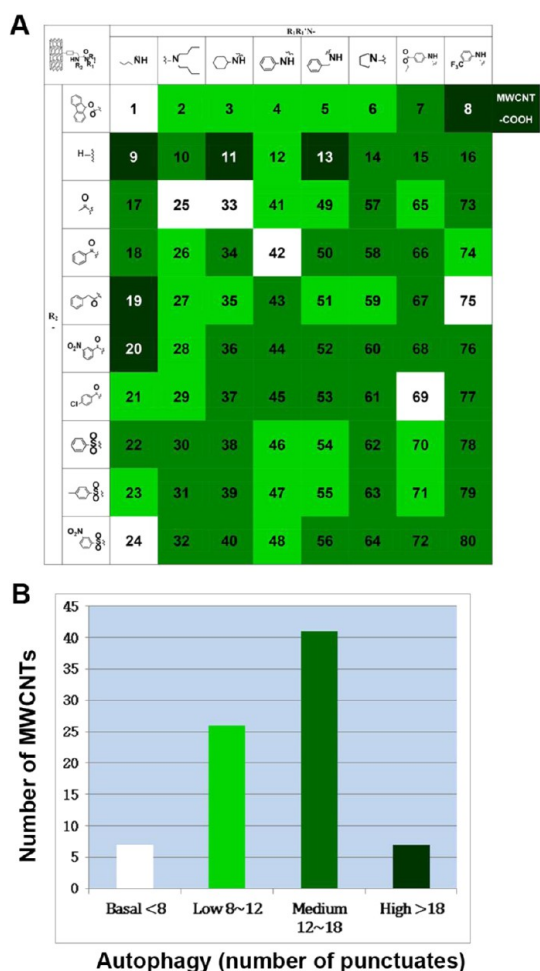 A
R₁R₁'N-
HN O R₁
R₂ N R₁'
NH
N
NH
NH
NH
N
O NH
O
NH
F₃C
O
O
1 2 3 4 5 6 7 8 MWCNT
-COOH
H
9 10 11 12 13 14 15 16
O
17 25 33 41 49 57 65 73
O
18 26 34 42 50 58 66 74
O
19 27 35 43 51 59 67 75
R₂
-
O₂N O
20 28 36 44 52 60 68 76
O
Cl
21 29 37 45 53 61 69 77
O
S
O
22 30 38 46 54 62 70 78
O
S
O
23 31 39 47 55 63 71 79
O₂N O
S
O
24 32 40 48 56 64 72 80
B
45
40
35
30
25
20
15
10
5
0
Number of MWCNTs
Basal <8 Low 8~12 Medium High >18
12~18
Autophagy (number of punctuates)